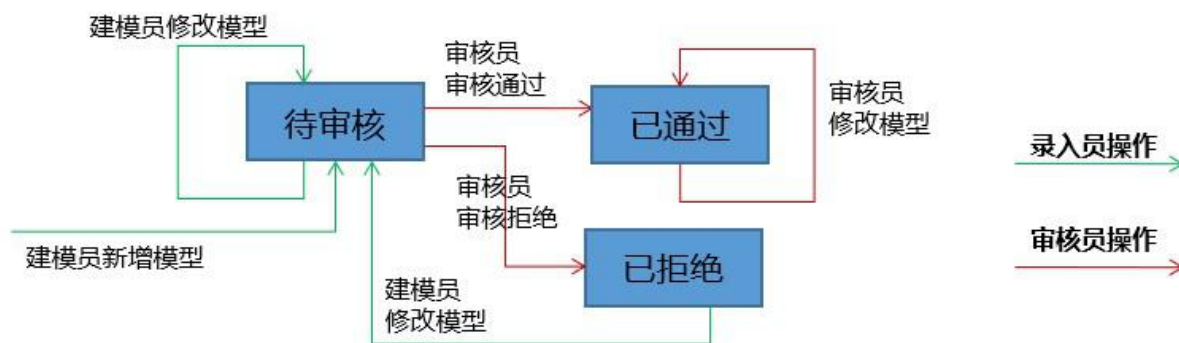 建模员修改模型
审核员
审核通过
待审核
已通过
审核员
修改模型
录入员操作
审核员
审核拒绝
建模员新增模型
已拒绝
审核员操作
建模员
修改模型